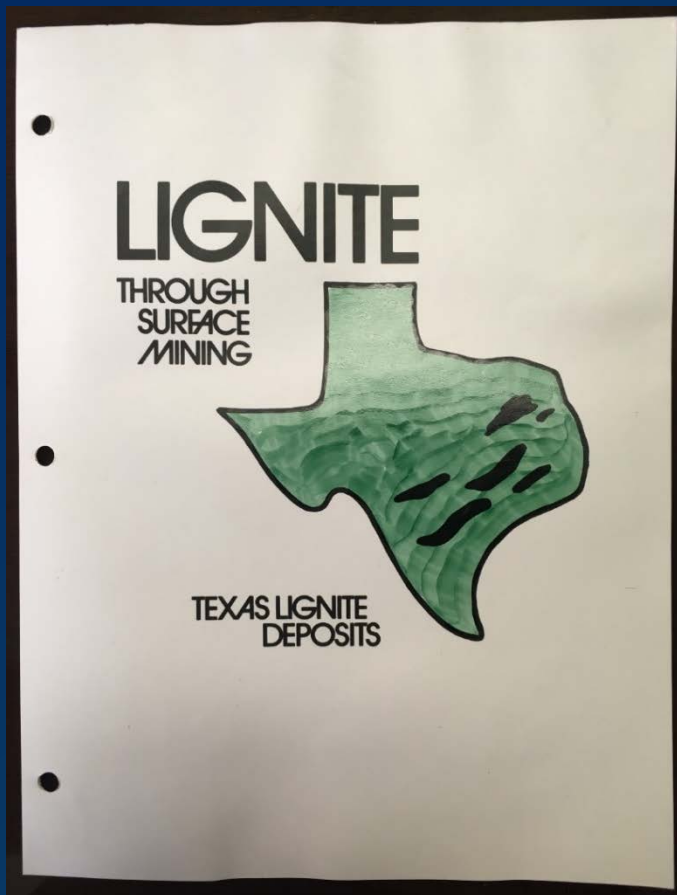 LIGNITE
THROUGH
SURFACE
MINING
TEXAS LIGNITE
DEPOSITS